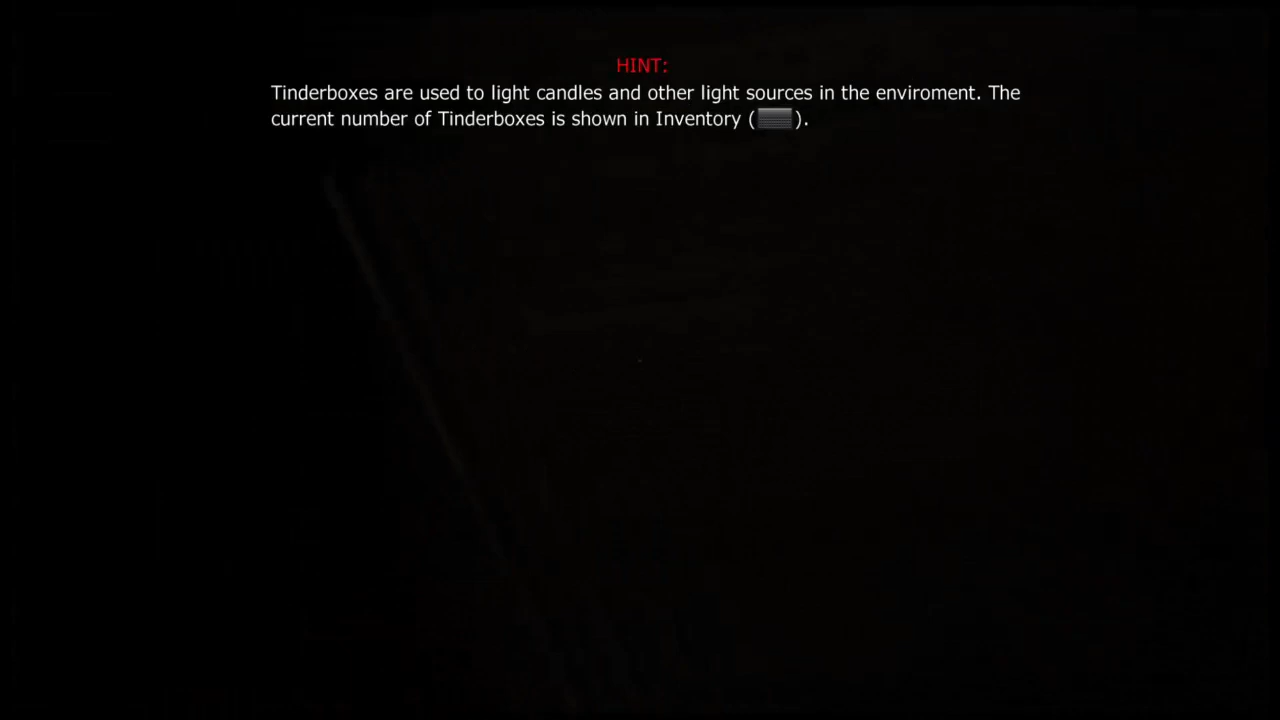 HINT:
Tinderboxes are used to light candles and other light sources in the enviroment. The
current number of Tinderboxes is shown in Inventory ( ).